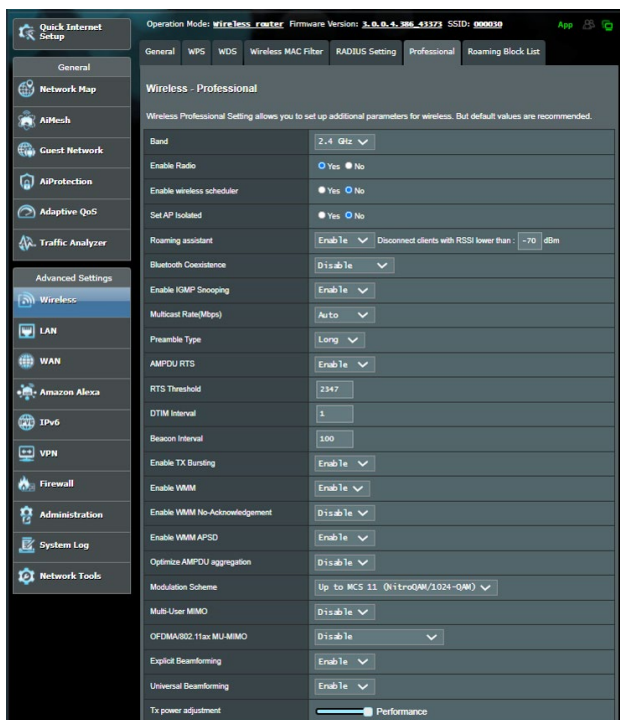 Quick Internet
Setup
Operation Mode: Wireless router Firmware Version: 3.0.0.4.386_43373 SSID: 000030 App
General WPS WDS Wireless MAC Filter RADIUS Setting Professional Roaming Block List
General
Network Map
AiMesh
Guest Network
AiProtection
Adaptive QoS
Traffic Analyzer
Advanced Settings
Wireless
LAN
WAN
Amazon Alexa
IPv6
VPN
Firewall
Administration
System Log
Network Tools
Wireless - Professional
Wireless Professional Setting allows you to set up additional parameters for wireless. But default values are recommended.
Band 2.4 GHz
Enable Radio Yes No
Enable wireless scheduler Yes No
Set AP Isolated Yes No
Roaming assistant Enable Disconnect clients with RSSI lower than : -70 dBm
Bluetooth Coexistence Disable
Enable IGMP Snooping Enable
Multicast Rate(Mbps) Auto
Preamble Type Long
AMPDU RTS Enable
RTS Threshold 2347
DTIM Interval 1
Beacon Interval 100
Enable TX Bursting Enable
Enable WMM Enable
Enable WMM No-Acknowledgement Disable
Enable WMM APSD Enable
Optimize AMPDU aggregation Disable
Modulation Scheme Up to MCS 11 (NitroQAM/1024-QAM)
Multi-User MIMO Disable
OFDMA/802.11ax MU-MIMO Disable
Explicit Beamforming Enable
Universal Beamforming Enable
Tx power adjustment Performance